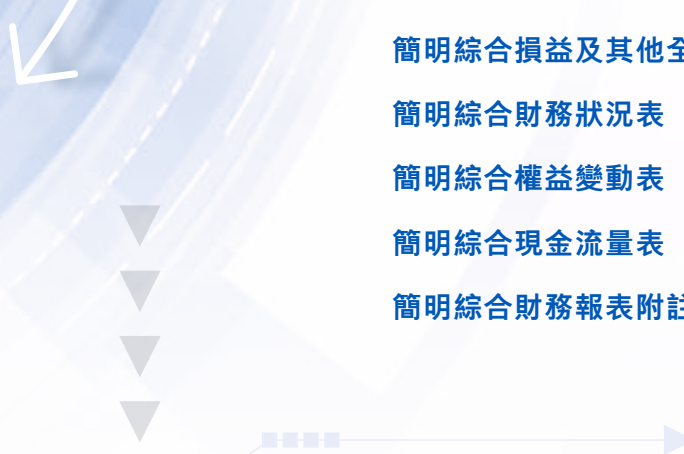 簡明綜合損益及其他全
簡明綜合財務狀況表
簡明綜合權益變動表
簡明綜合現金流量表
簡明綜合財務報表附註